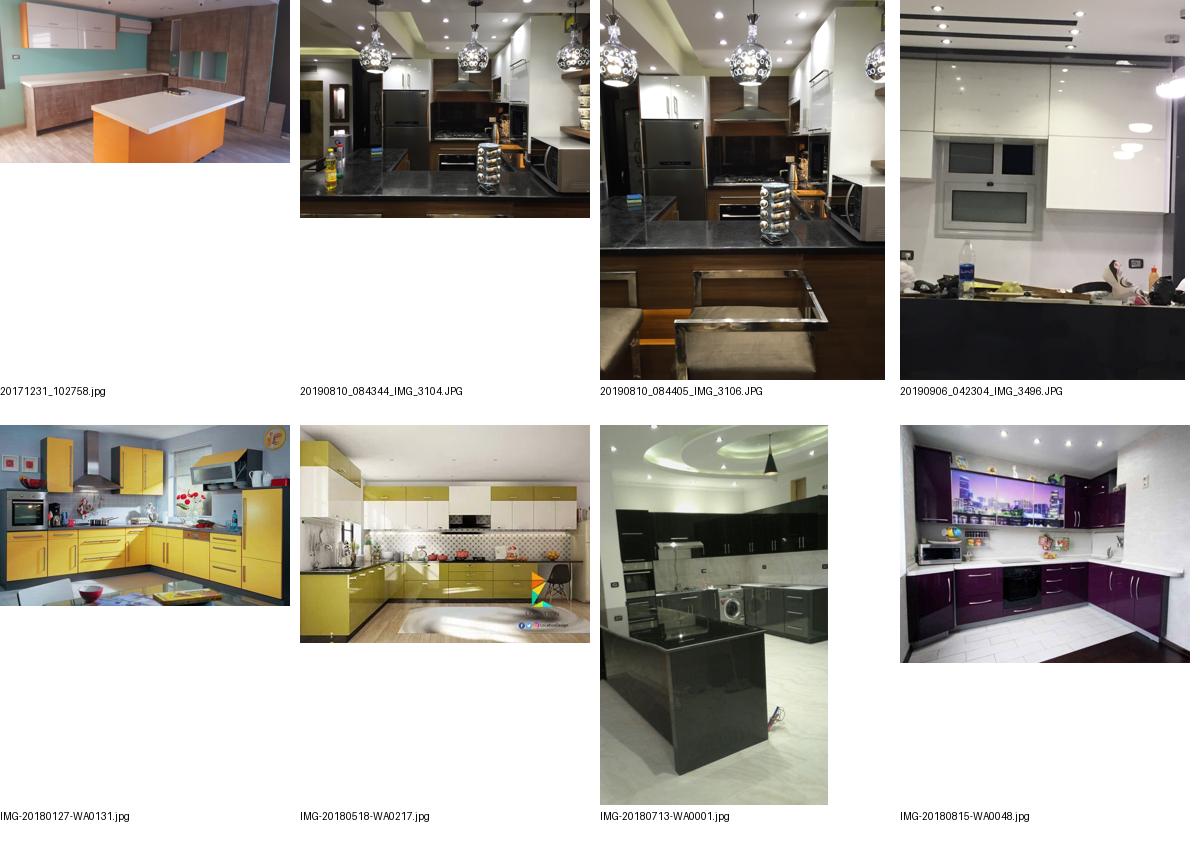 20171231_102758.jpg
20190810_084344_IMG_3104.JPG
20190810_084405_IMG_3106.JPG
20190906_042304_IMG_3496.JPG
IMG-20180127-WA0131.jpg
IMG-20180518-WA0217.jpg
IMG-20180713-WA0001.jpg
IMG-20180815-WA0048.jpg